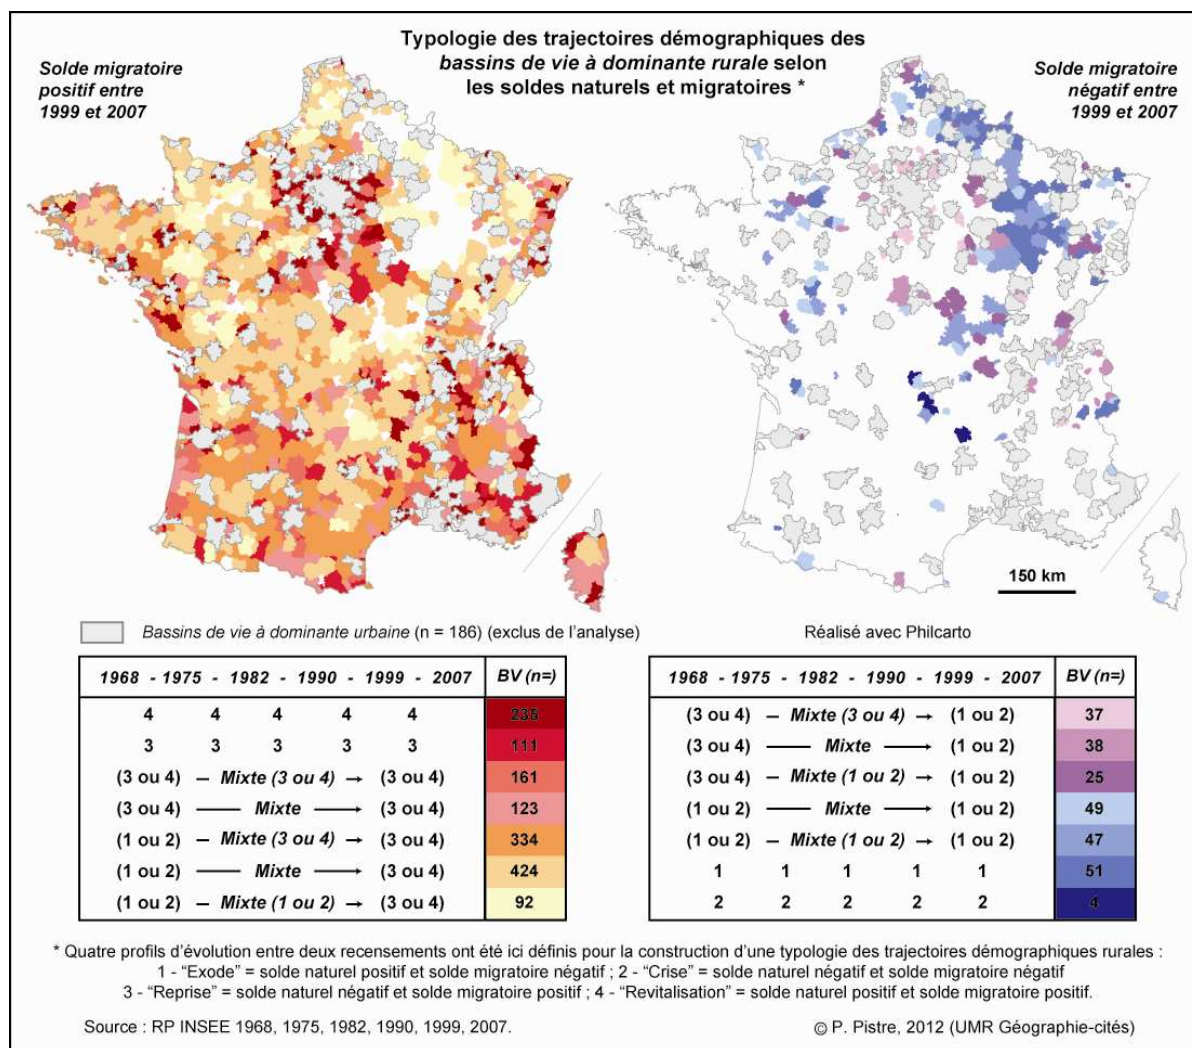 Typologie des trajectoires démographiques des
bassins de vie à dominante rurale selon
les soldes naturels et migratoires *
Solde migratoire
positif entre
1999 et 2007
Solde migratoire
négatif entre
1999 et 2007
150 km
Bassins de vie à dominante urbaine (n = 186) (exclus de l'analyse)
Réalisé avec Philcarto
1968 - 1975 - 1982 - 1990 - 1999 - 2007 BV (n=)
4 4 4 4 4 235
3 3 3 3 3 111
(3 ou 4) – Mixte (3 ou 4) → (3 ou 4) 161
(3 ou 4) —— Mixte ——→ (3 ou 4) 123
(1 ou 2) – Mixte (3 ou 4) → (3 ou 4) 334
(1 ou 2) —— Mixte ——→ (3 ou 4) 424
(1 ou 2) – Mixte (1 ou 2) → (3 ou 4) 92
1968 - 1975 - 1982 - 1990 - 1999 - 2007 BV (n=)
(3 ou 4) – Mixte (3 ou 4) → (1 ou 2) 37
(3 ou 4) —— Mixte ——→ (1 ou 2) 38
(3 ou 4) – Mixte (1 ou 2) → (1 ou 2) 25
(1 ou 2) —— Mixte ——→ (1 ou 2) 49
(1 ou 2) – Mixte (1 ou 2) → (1 ou 2) 47
1 1 1 1 1 51
2 2 2 2 2 4
* Quatre profils d'évolution entre deux recensements ont été ici définis pour la construction d'une typologie des trajectoires démographiques rurales :
1 - "Exode" = solde naturel positif et solde migratoire négatif ; 2 - "Crise" = solde naturel négatif et solde migratoire négatif
3 - "Reprise" = solde naturel négatif et solde migratoire positif ; 4 - "Revitalisation" = solde naturel positif et solde migratoire positif.
Source : RP INSEE 1968, 1975, 1982, 1990, 1999, 2007.
© P. Pistre, 2012 (UMR Géographie-cités)